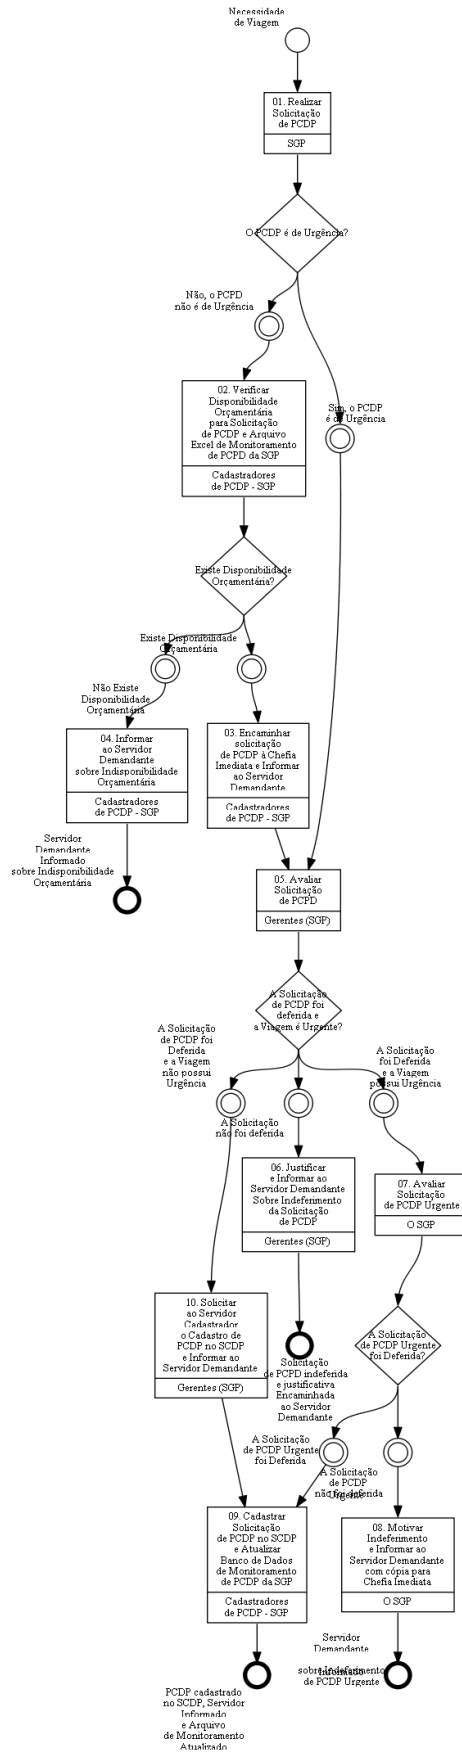 Necessidade
de Viagem
01. Realizar
Solicitação
de PCDP
SGP
O PCDP é de Urgência?
Não, o PCPD
não é de Urgência
Sim, o PCDP
é de Urgência
02. Verificar
Disponibilidade
Orçamentária
para Solicitação
de PCDP e Arquivo
Excel de Monitoramento
de PCPD da SGP
Cadastradores
de PCDP - SGP
Existe Disponibilidade
Orçamentária?
Existe Disponibilidade
Orçamentária
Não Existe
Disponibilidade
Orçamentária
03. Encaminhar
solicitação
de PCDP à Chefia
Imediata e Informar
ao Servidor
Demandante
Cadastradores
de PCDP - SGP
04. Informar
ao Servidor
Demandante
sobre Indisponibilidade
Orçamentária
Cadastradores
de PCDP - SGP
Servidor
Demandante
Informado
sobre Indisponibilidade
Orçamentária
05. Avaliar
Solicitação
de PCPD
Gerentes (SGP)
A Solicitação
de PCDP foi
deferida e
a Viagem é Urgente?
A Solicitação
de PCDP foi
Deferida
e a Viagem
não possui
Urgência
A Solicitação
foi Deferida
e a Viagem
possui Urgência
A Solicitação
não foi deferida
06. Justificar
e Informar ao
Servidor Demandante
Sobre Indeferimento
da Solicitação
de PCDP
Gerentes (SGP)
07. Avaliar
Solicitação
de PCDP Urgente
O SGP
10. Solicitar
ao Servidor
Cadastrador
o Cadastro de
PCDP no SCDP
e Informar ao
Servidor Demandante
Gerentes (SGP)
Solicitação
de PCPD indeferida
e justificativa
Encaminhada
ao Servidor
Demandante
A Solicitação
de PCDP Urgente
foi Deferida?
A Solicitação
de PCDP Urgente
foi Deferida
A Solicitação
de PCDP
Urgente
não foi deferida
09. Cadastrar
Solicitação
de PCDP no SCDP
e Atualizar
Banco de Dados
de Monitoramento
de PCDP da SGP
Cadastradores
de PCDP - SGP
08. Motivar
Indeferimento
e Informar ao
Servidor Demandante
com cópia para
Chefia Imediata
O SGP
Servidor
Demandante
Informado
sobre Indeferimento
de PCDP Urgente
PCDP cadastrado
no SCDP, Servidor
Informado
e Arquivo
de Monitoramento
Atualizado